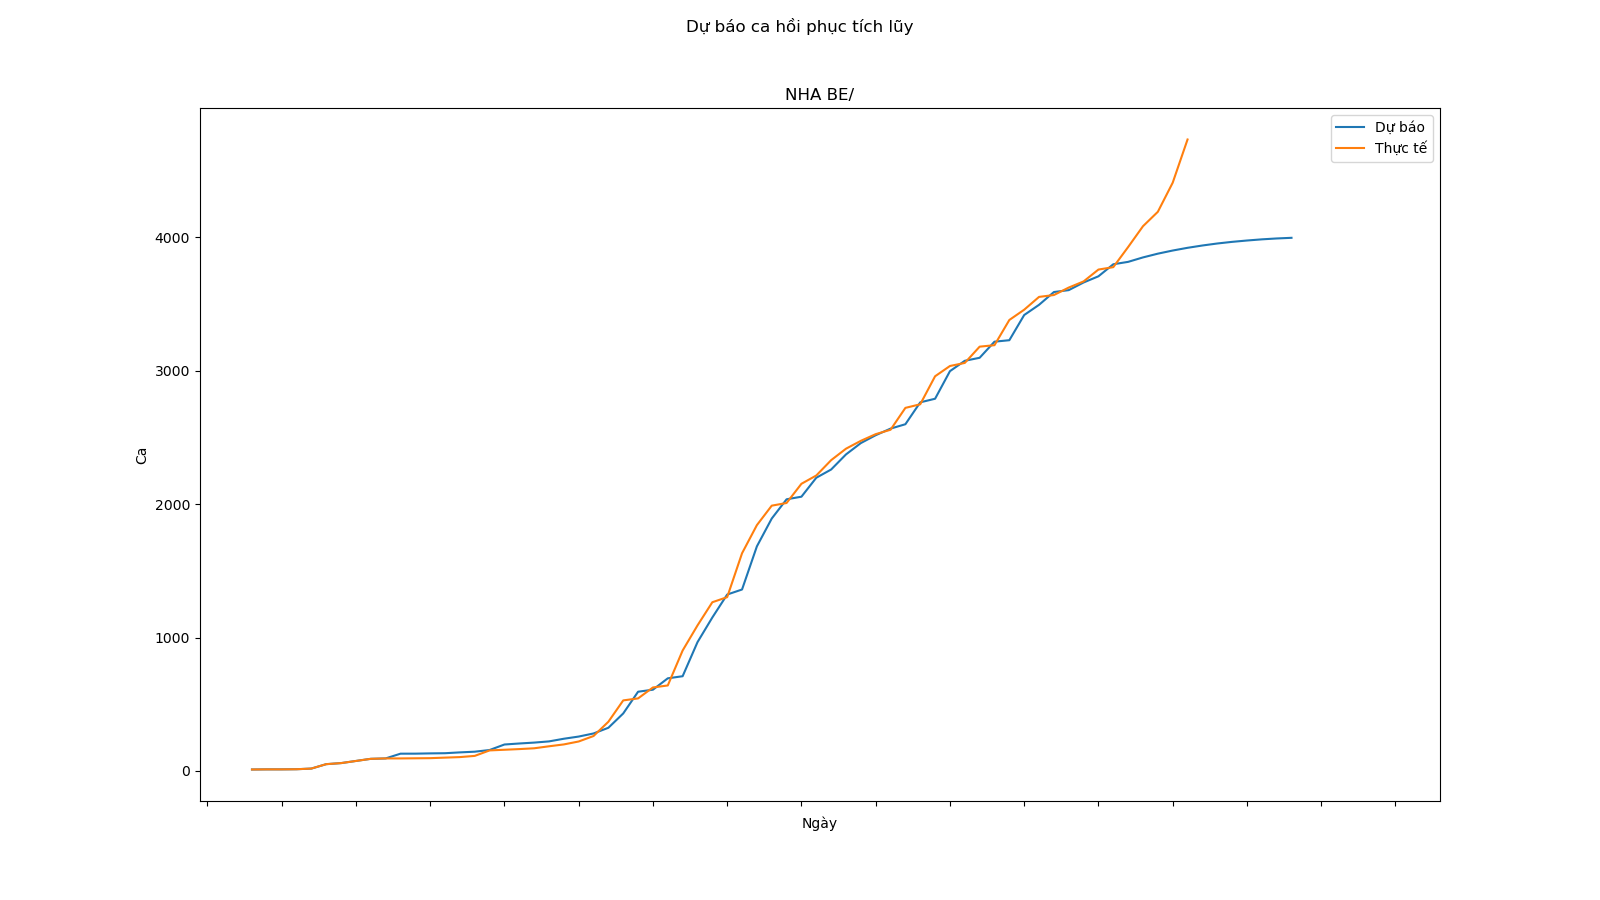 Dự báo ca hồi phục tích lũy
NHA BE/
Dự báo
Thực tế
4000
3000
2000
1000
0
Ca
Ngày